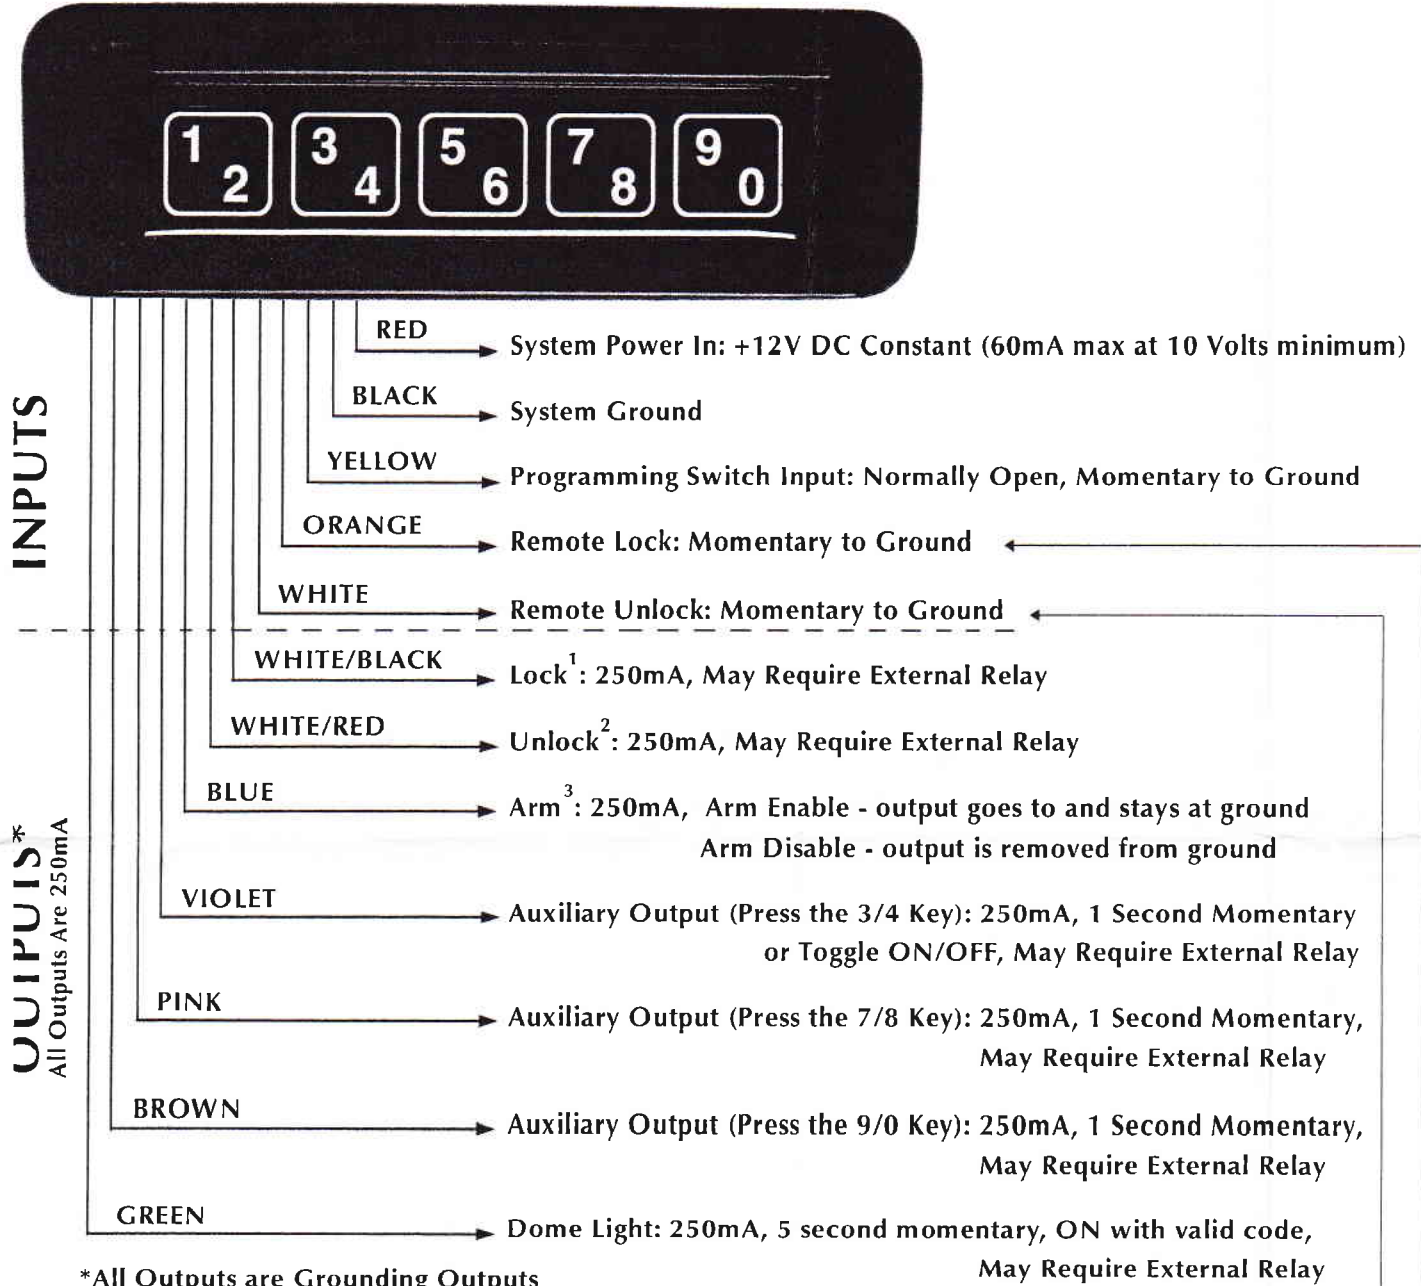 1 2 3 4 5 6 7 8 9 0
INPUTS
RED
System Power In: +12V DC Constant (60mA max at 10 Volts minimum)
BLACK
System Ground
YELLOW
Programming Switch Input: Normally Open, Momentary to Ground
ORANGE
Remote Lock: Momentary to Ground
WHITE
Remote Unlock: Momentary to Ground
OUTPUTS*
All Outputs Are 250mA
WHITE/BLACK
Lock¹: 250mA, May Require External Relay
WHITE/RED
Unlock²: 250mA, May Require External Relay
BLUE
Arm³: 250mA, Arm Enable - output goes to and stays at ground
Arm Disable - output is removed from ground
VIOLET
Auxiliary Output (Press the 3/4 Key): 250mA, 1 Second Momentary
or Toggle ON/OFF, May Require External Relay
PINK
Auxiliary Output (Press the 7/8 Key): 250mA, 1 Second Momentary,
May Require External Relay
BROWN
Auxiliary Output (Press the 9/0 Key): 250mA, 1 Second Momentary,
May Require External Relay
GREEN
Dome Light: 250mA, 5 second momentary, ON with valid code,
May Require External Relay
*All Outputs are Grounding Outputs